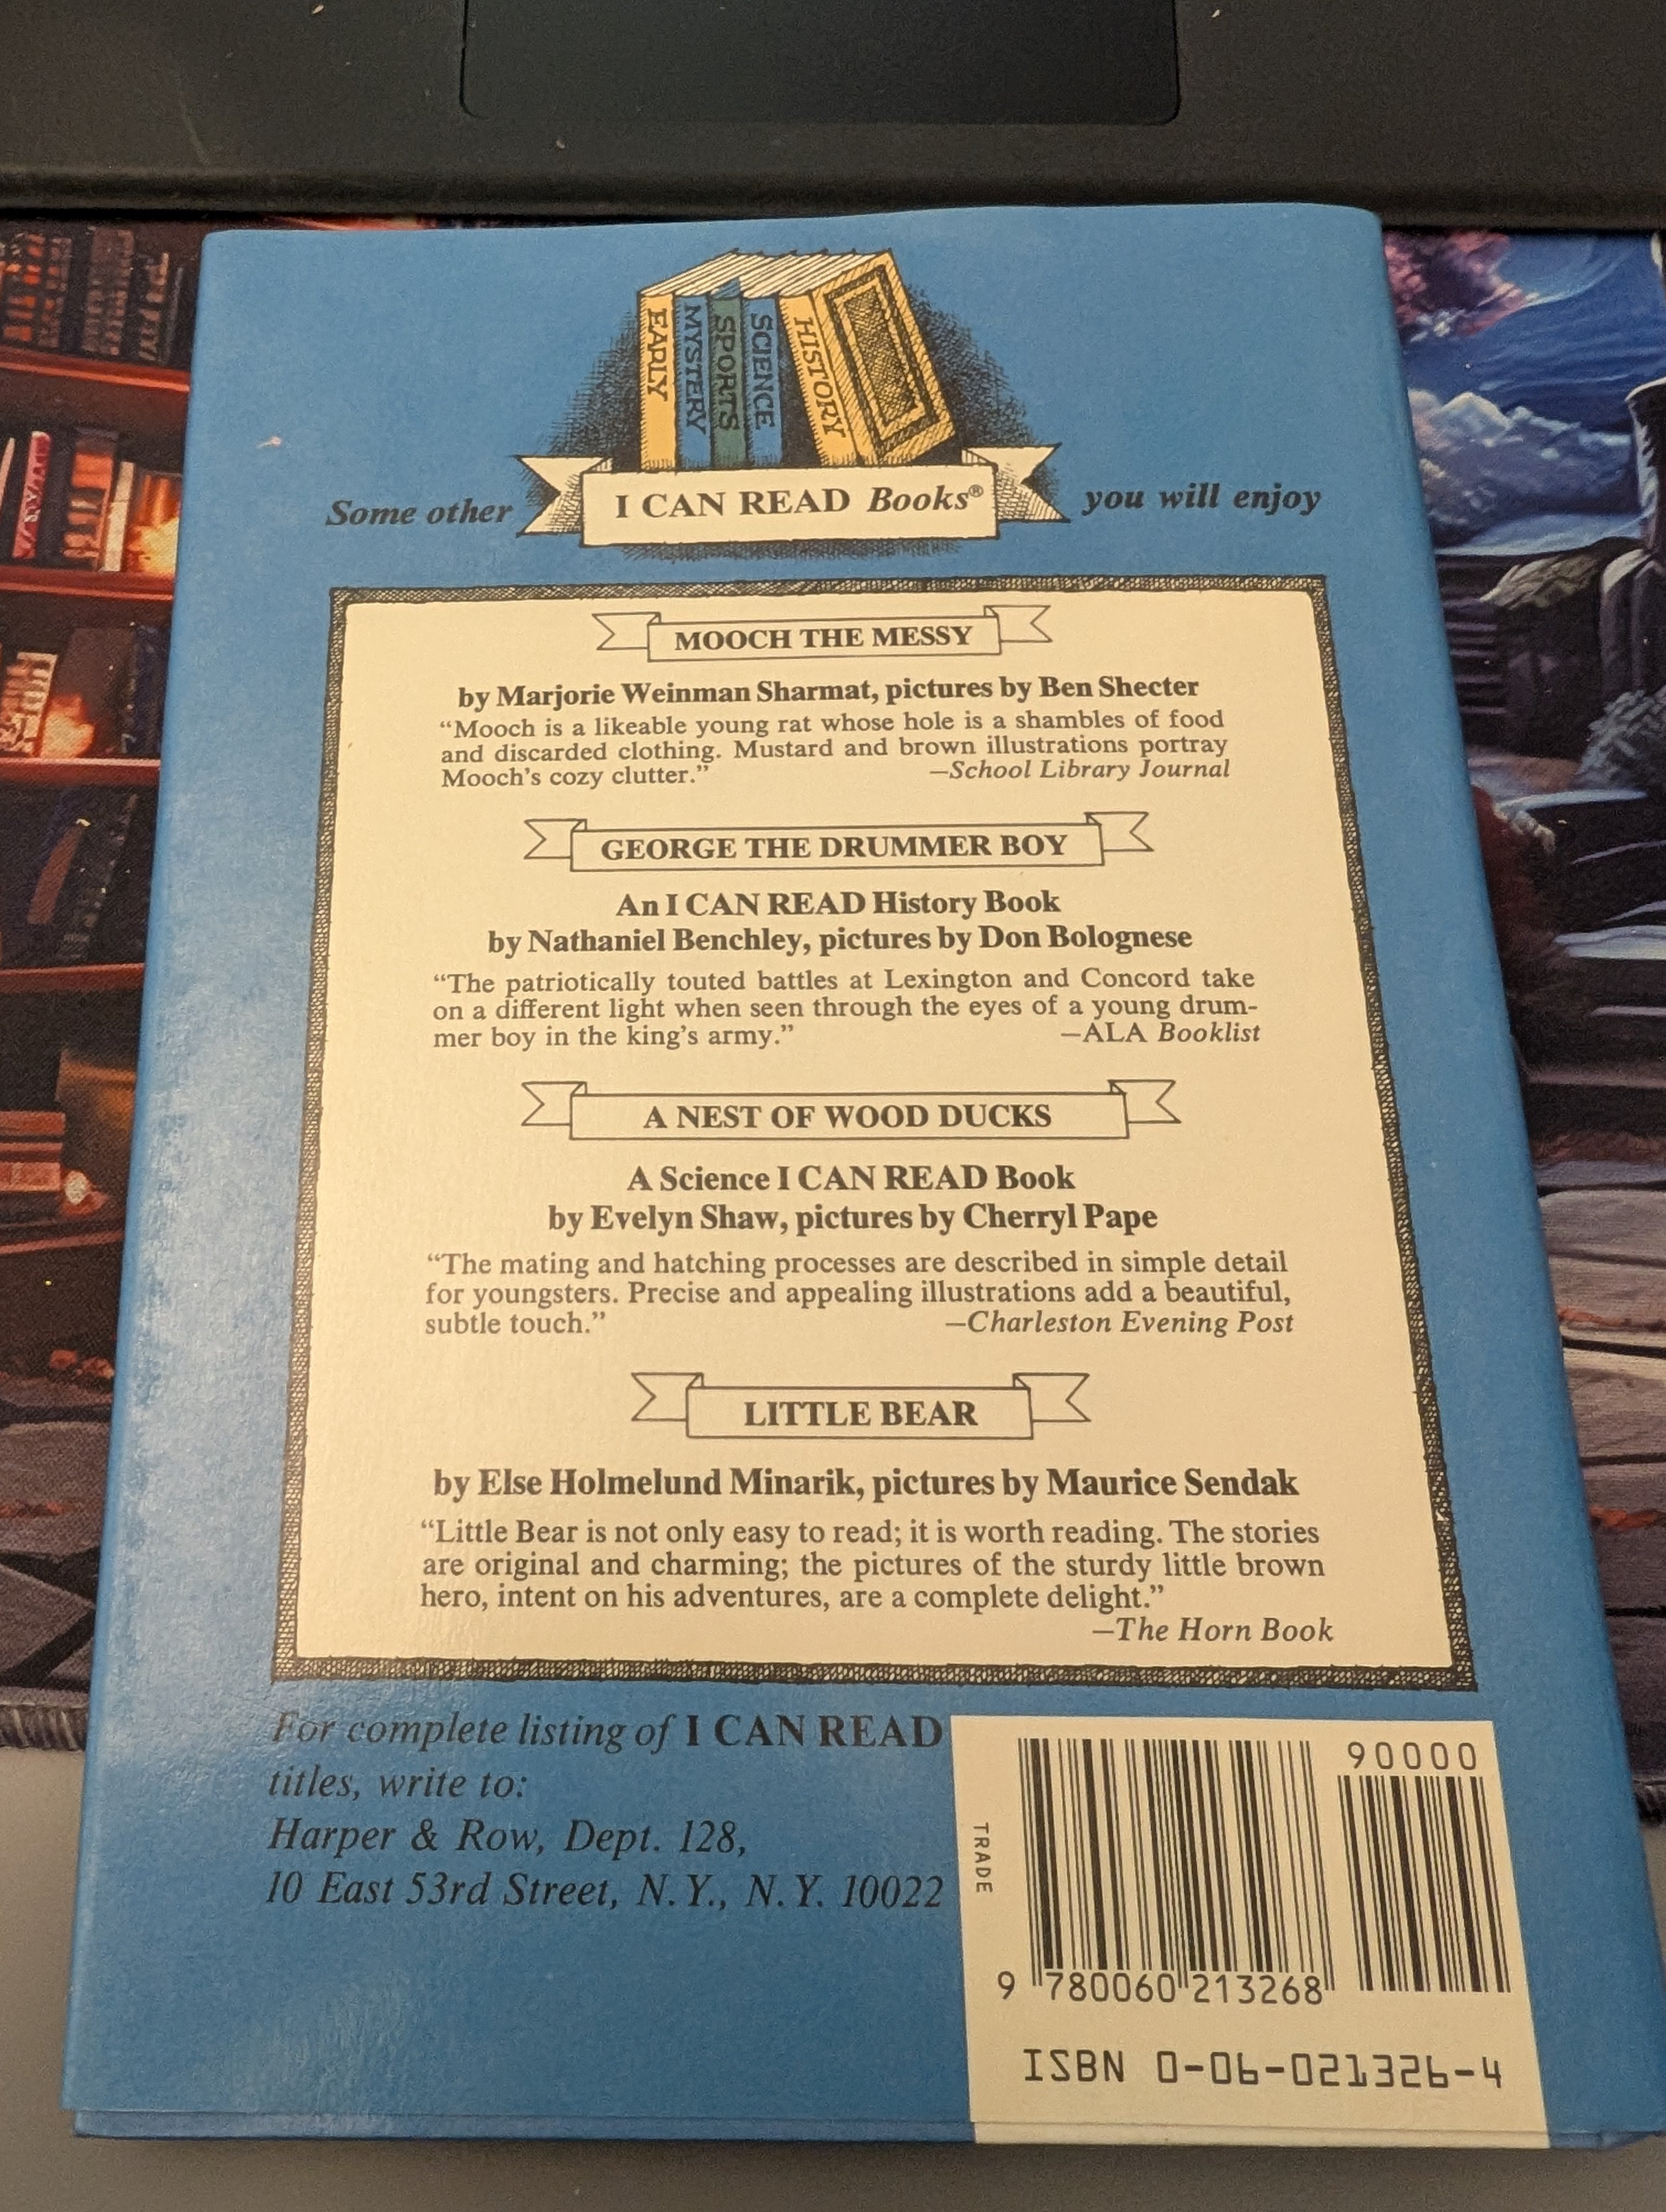 EARLY
MYSTERY
SPORTS
SCIENCE
HISTORY
Some other I CAN READ Books® you will enjoy
MOOCH THE MESSY
by Marjorie Weinman Sharmat, pictures by Ben Shecter
“Mooch is a likeable young rat whose hole is a shambles of food
and discarded clothing. Mustard and brown illustrations portray
Mooch’s cozy clutter.” —School Library Journal
GEORGE THE DRUMMER BOY
An I CAN READ History Book
by Nathaniel Benchley, pictures by Don Bolognese
“The patriotically touted battles at Lexington and Concord take
on a different light when seen through the eyes of a young drum-
mer boy in the king’s army.” —ALA Booklist
A NEST OF WOOD DUCKS
A Science I CAN READ Book
by Evelyn Shaw, pictures by Cherryl Pape
“The mating and hatching processes are described in simple detail
for youngsters. Precise and appealing illustrations add a beautiful,
subtle touch.” —Charleston Evening Post
LITTLE BEAR
by Else Holmelund Minarik, pictures by Maurice Sendak
“Little Bear is not only easy to read; it is worth reading. The stories
are original and charming; the pictures of the sturdy little brown
hero, intent on his adventures, are a complete delight.”
—The Horn Book
For complete listing of I CAN READ
titles, write to:
Harper & Row, Dept. 128,
10 East 53rd Street, N.Y., N.Y. 10022
TRADE
90000
9 780060 213268
ISBN 0-06-021326-4